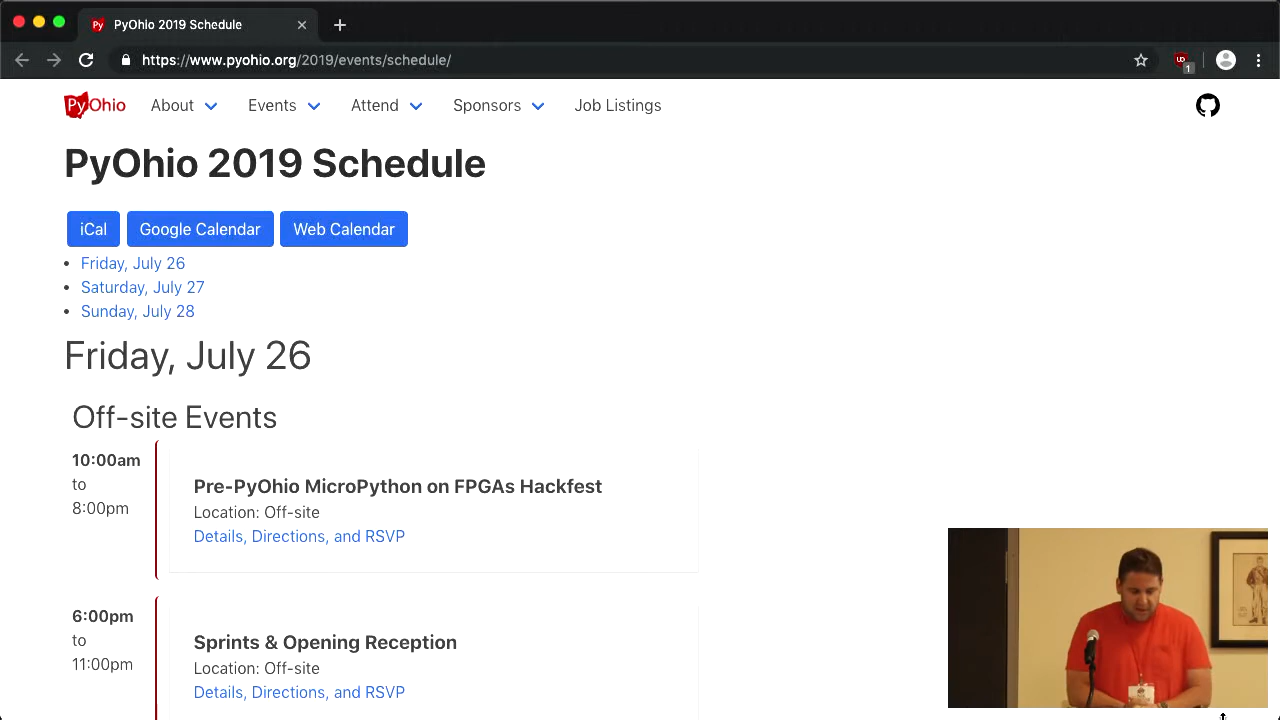 Py PyOhio 2019 Schedule
https://www.pyohio.org/2019/events/schedule/
1
PyOhio About Events Attend Sponsors Job Listings
PyOhio 2019 Schedule
iCal Google Calendar Web Calendar
• Friday, July 26
• Saturday, July 27
• Sunday, July 28
Friday, July 26
Off-site Events
10:00am
to
8:00pm
Pre-PyOhio MicroPython on FPGAs Hackfest
Location: Off-site
Details, Directions, and RSVP
6:00pm
to
11:00pm
Sprints & Opening Reception
Location: Off-site
Details, Directions, and RSVP